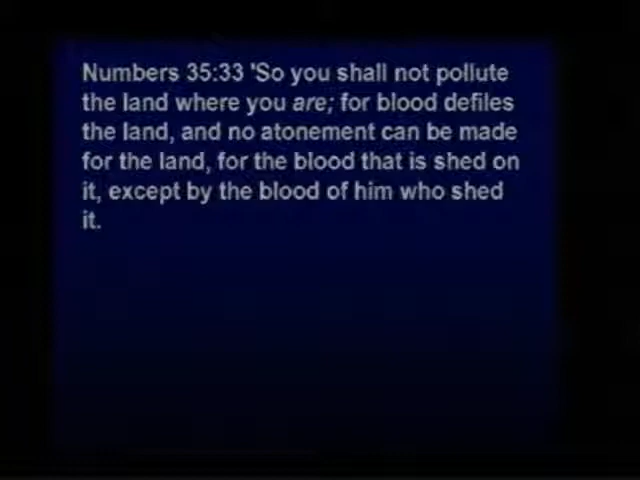 Numbers 35:33 'So you shall not pollute
the land where you are; for blood defiles
the land, and no atonement can be made
for the land, for the blood that is shed on
it, except by the blood of him who shed
it.